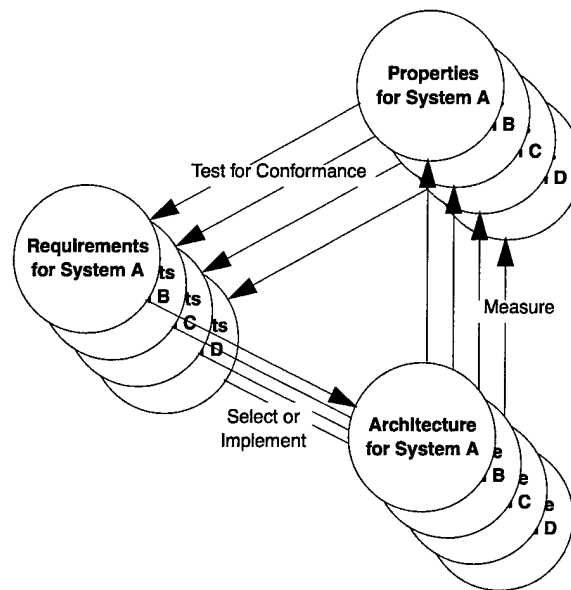 Properties
for System A
B
C
D
Test for Conformance
Requirements
for System A
ts
B
ts
C
ts
D
Measure
Select or
Implement
Architecture
for System A
e
B
e
C
e
D